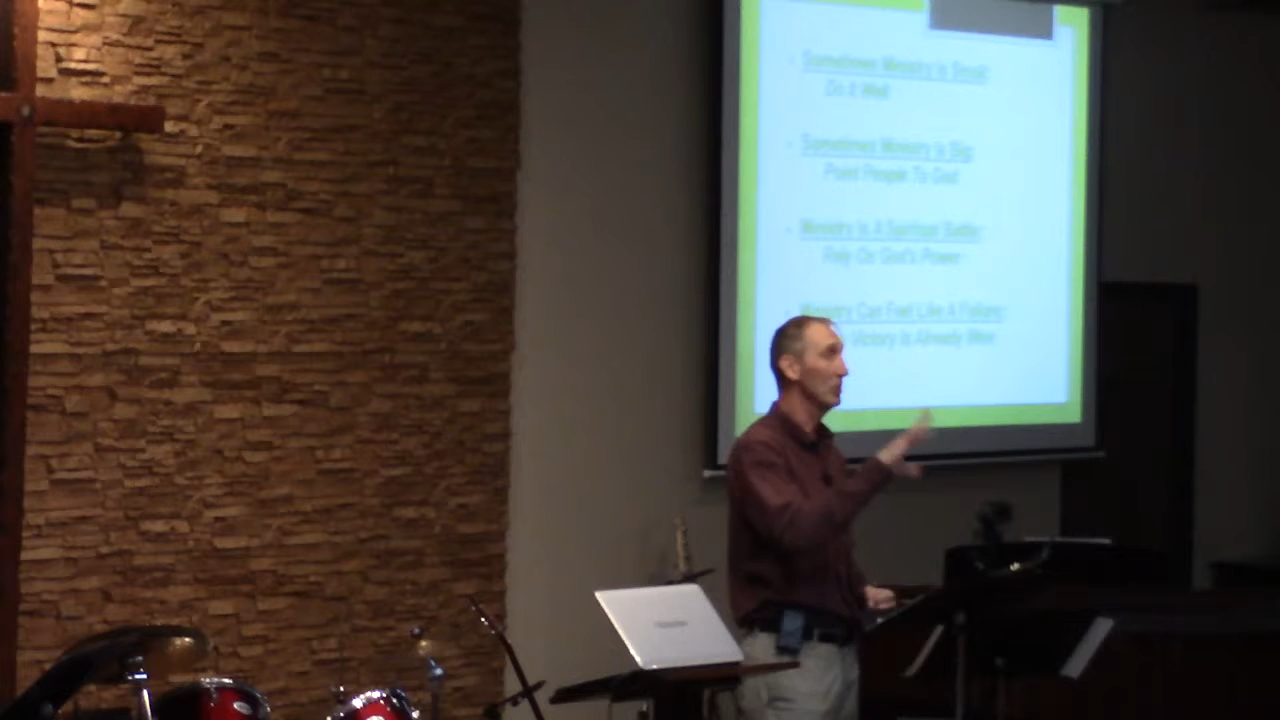 Sometimes Ministry is Small
Do It Well
Sometimes Ministry is Big
Point People To God
Ministry Is A Spiritual Battle
Rely On God's Power
Ministry Can Feel Like A Failure:
Victory Is Already Won